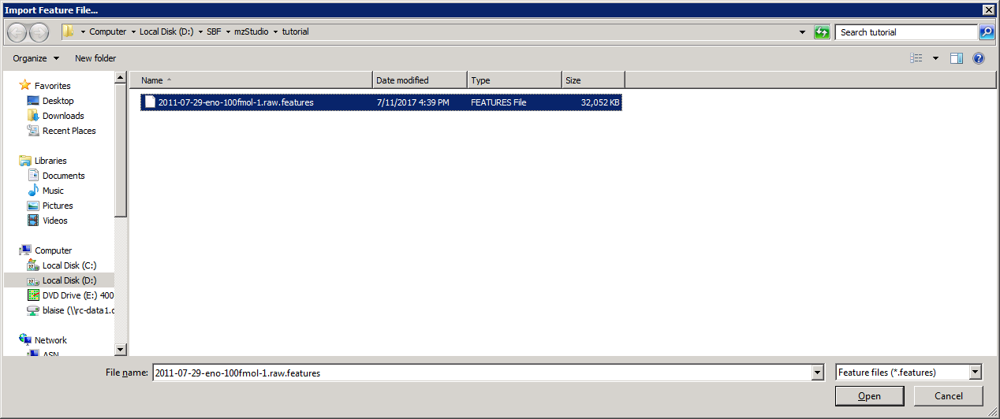 Import Feature File...
Computer Local Disk (D:) SBF mzStudio tutorial
Search tutorial
Organize New folder
Favorites
Desktop
Downloads
Recent Places
Libraries
Documents
Music
Pictures
Videos
Computer
Local Disk (C:)
Local Disk (D:)
DVD Drive (E:) 400
blaise (\\rc-data1.c
Network
ASN
Name Date modified Type Size
2011-07-29-eno-100fmol-1.raw.features 7/11/2017 4:39 PM FEATURES File 32,052 KB
File name: 2011-07-29-eno-100fmol-1.raw.features Feature files (*.features)
Open Cancel